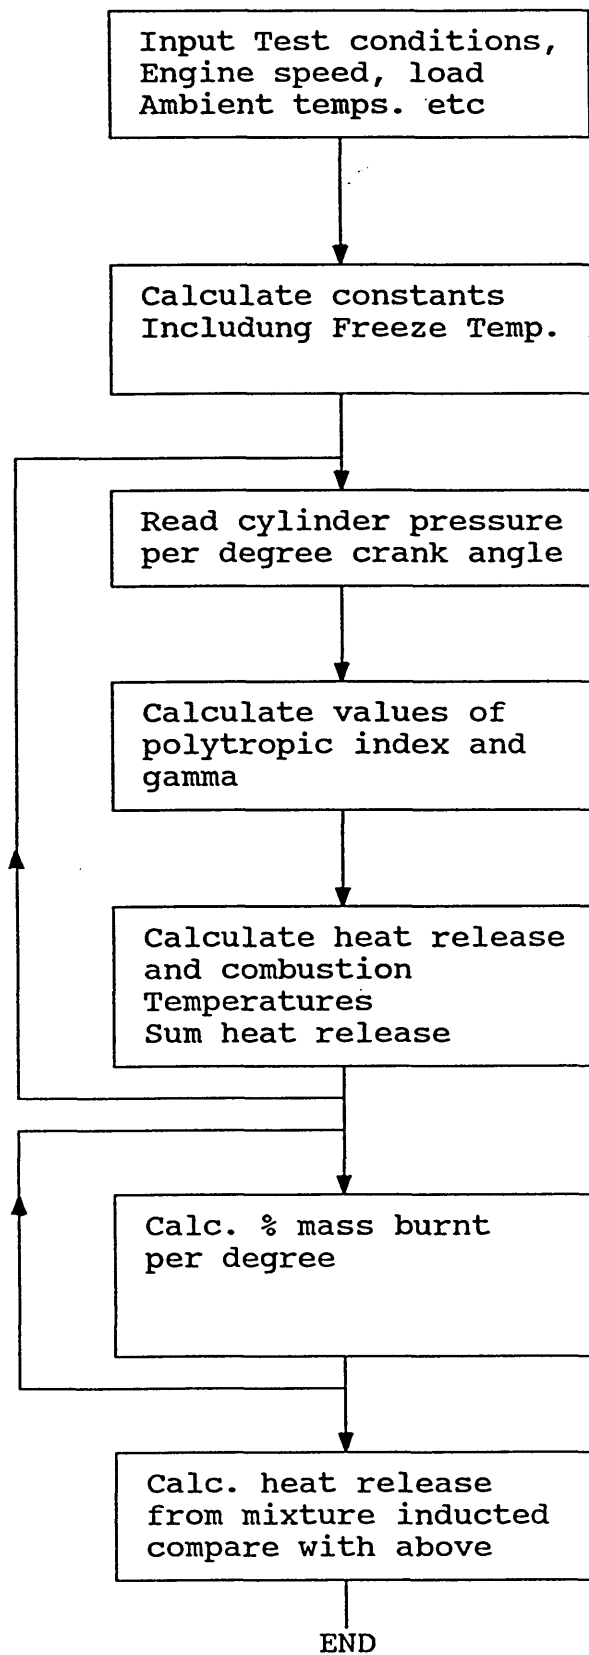 Input Test conditions,
Engine speed, load
Ambient temps. etc
Calculate constants
Includung Freeze Temp.
Read cylinder pressure
per degree crank angle
Calculate values of
polytropic index and
gamma
Calculate heat release
and combustion
Temperatures
Sum heat release
Calc. % mass burnt
per degree
Calc. heat release
from mixture inducted
compare with above
END